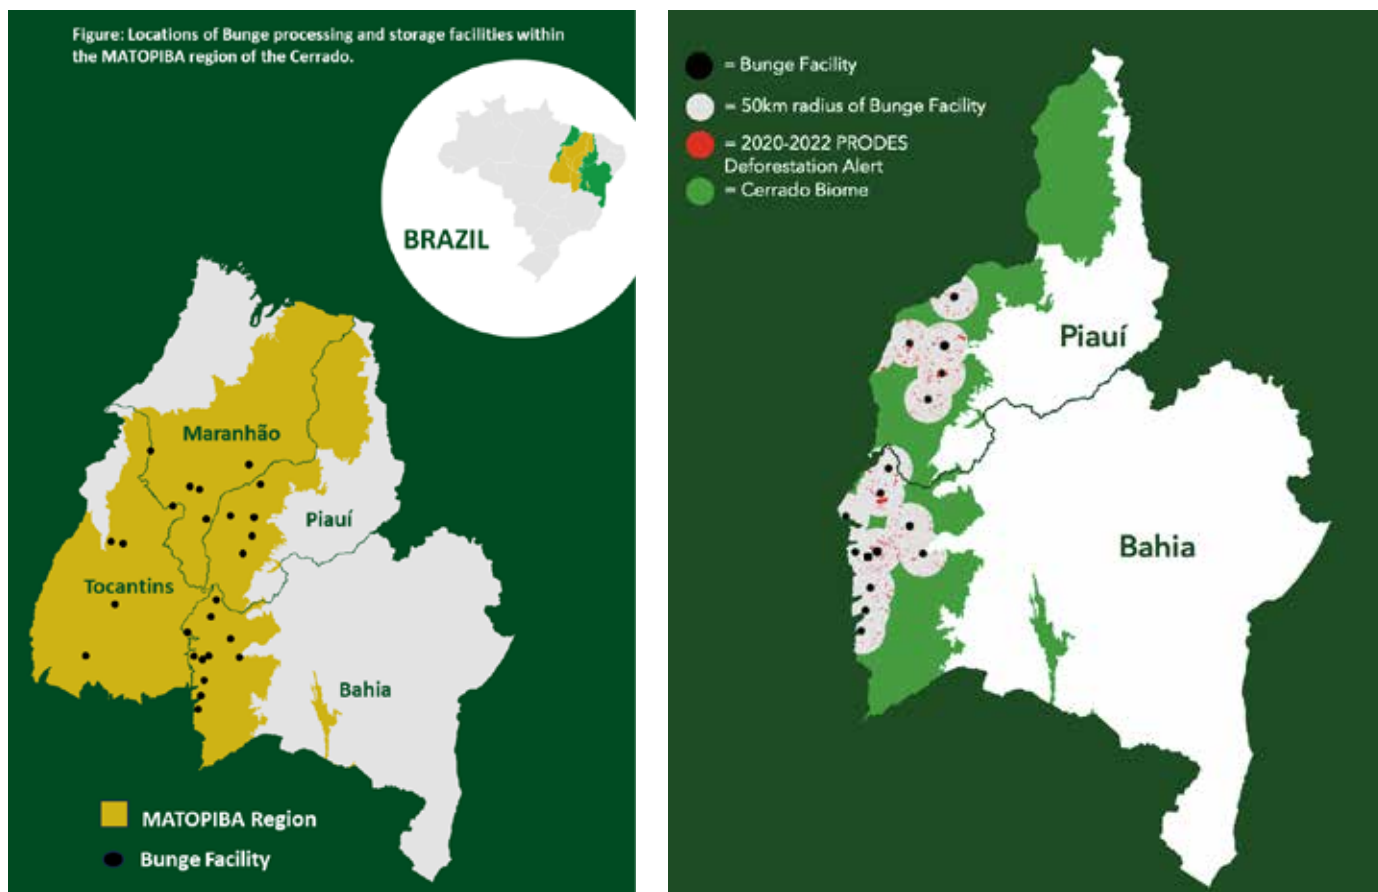 Figure: Locations of Bunge processing and storage facilities within
the MATOPIBA region of the Cerrado.
BRAZIL
Maranhão
Piauí
Tocantins
Bahia
MATOPIBA Region
Bunge Facility
= Bunge Facility
= 50km radius of Bunge Facility
= 2020-2022 PRODES
Deforestation Alert
= Cerrado Biome
Piauí
Bahia